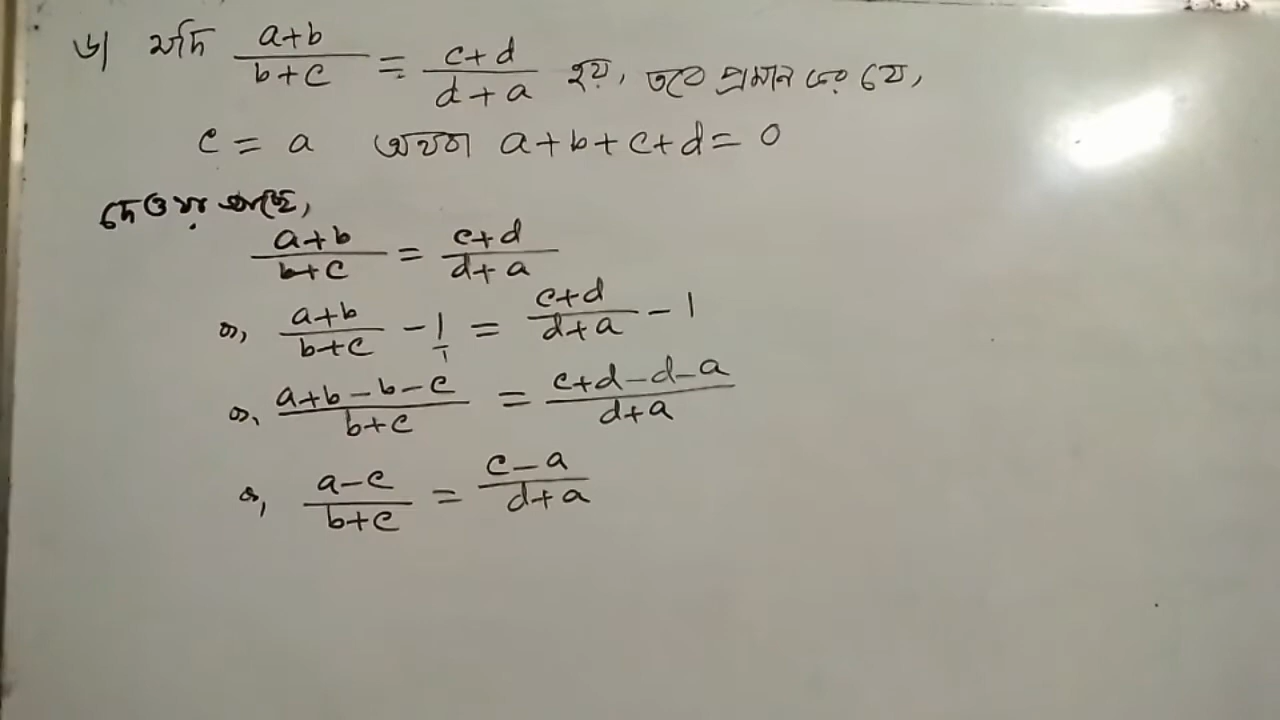 ৬। যদি a+b/b+c = c+d/d+a হয়, তবে প্রমান কর যে,
c = a অথবা a+b+c+d = 0
দেওয়া আছে,
a+b/b+c = c+d/d+a
বা, a+b/b+c - 1/1 = c+d/d+a - 1
বা, a+b-b-c/b+c = c+d-d-a/d+a
বা, a-c/b+c = c-a/d+a